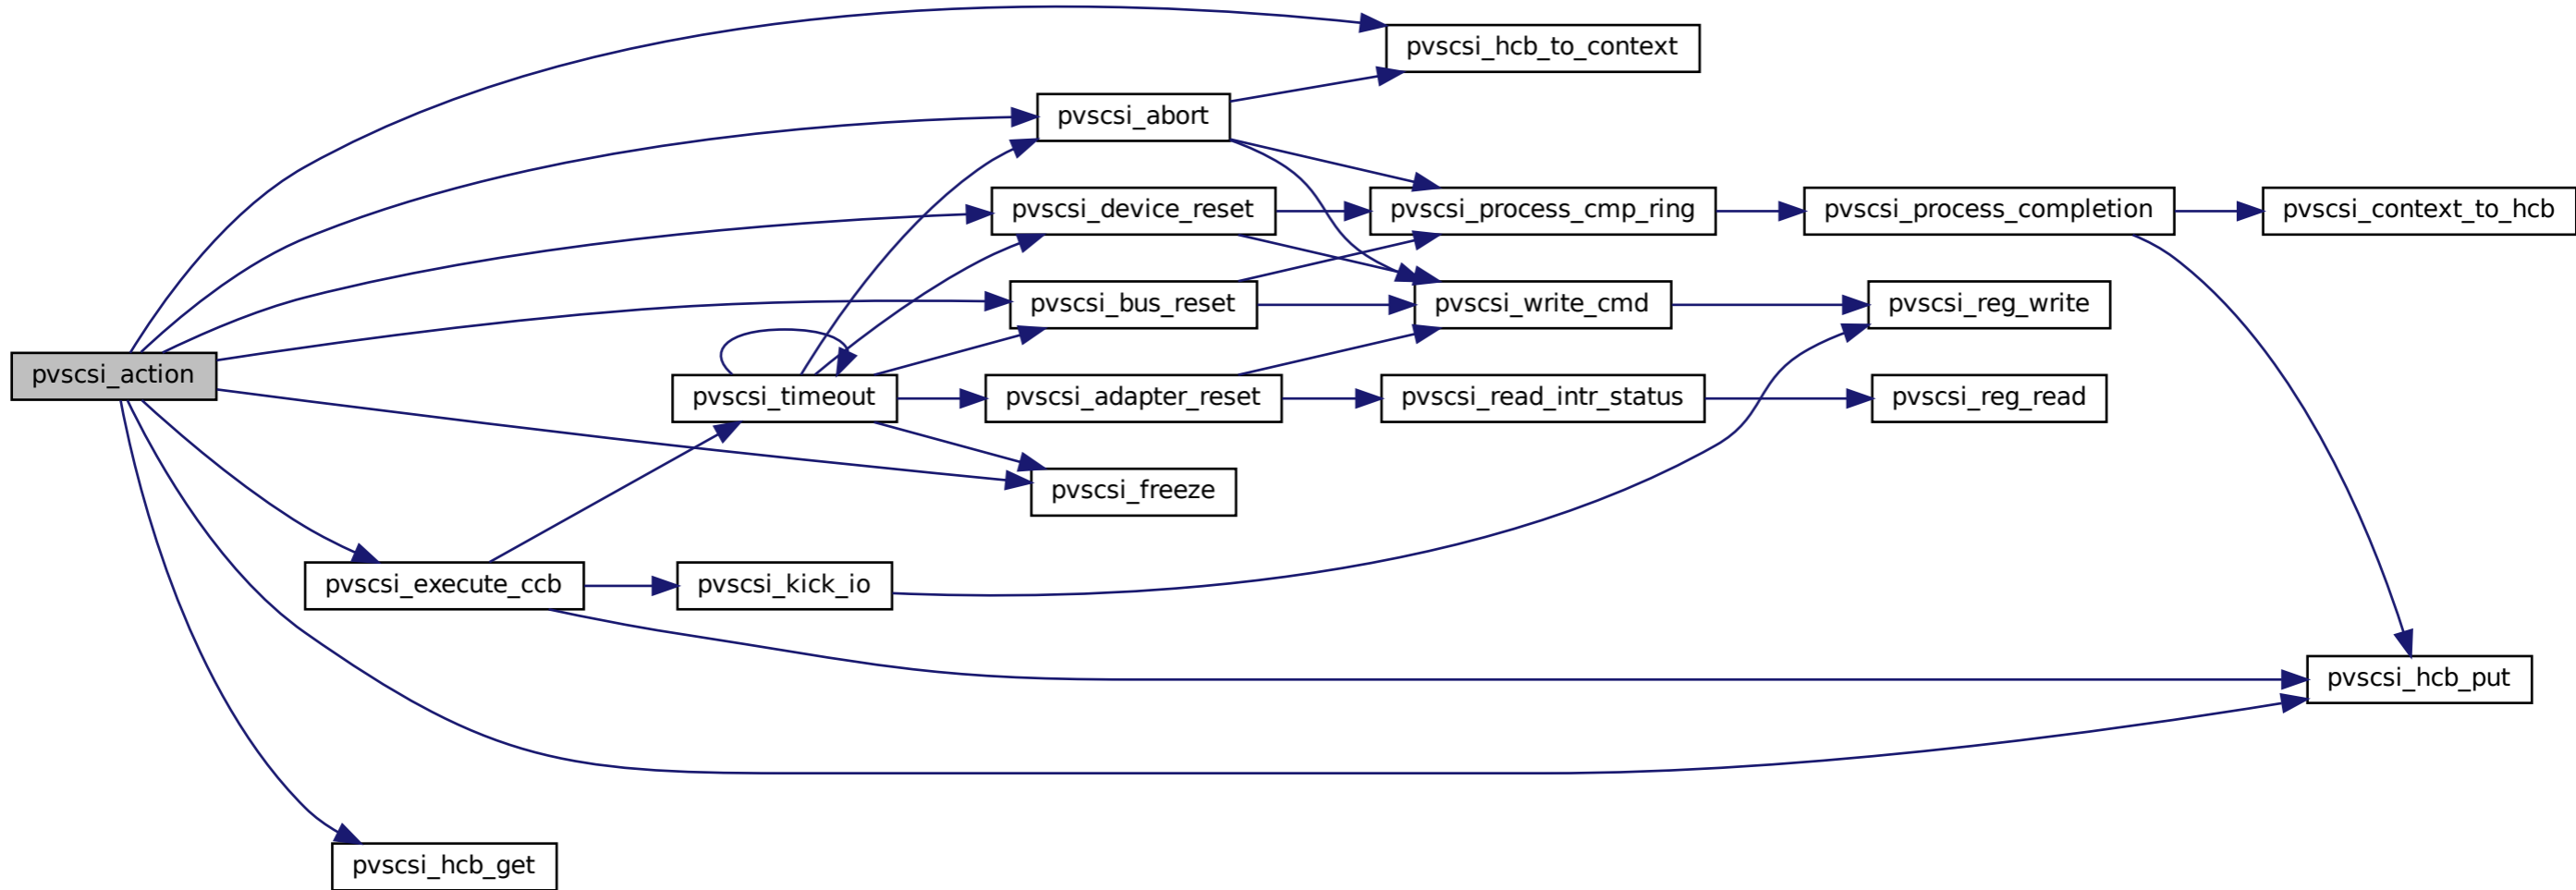 pvscsi_hcb_to_context
pvscsi_abort
pvscsi_device_reset
pvscsi_process_cmp_ring
pvscsi_process_completion
pvscsi_context_to_hcb
pvscsi_bus_reset
pvscsi_write_cmd
pvscsi_reg_write
pvscsi_action
pvscsi_timeout
pvscsi_adapter_reset
pvscsi_read_intr_status
pvscsi_reg_read
pvscsi_freeze
pvscsi_execute_ccb
pvscsi_kick_io
pvscsi_hcb_put
pvscsi_hcb_get